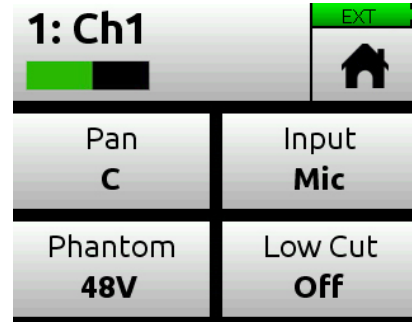 1: Ch1
EXT
Pan
C
Input
Mic
Phantom
48V
Low Cut
Off